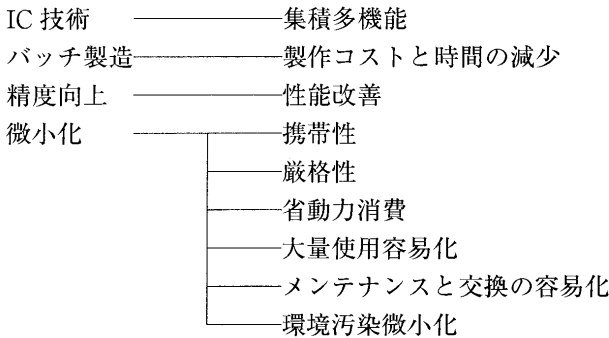 IC 技術 集積多機能
バッチ製造 製作コストと時間の減少
精度向上 性能改善
微小化 携帯性
厳格性
省動力消費
大量使用容易化
メンテナンスと交換の容易化
環境汚染微小化